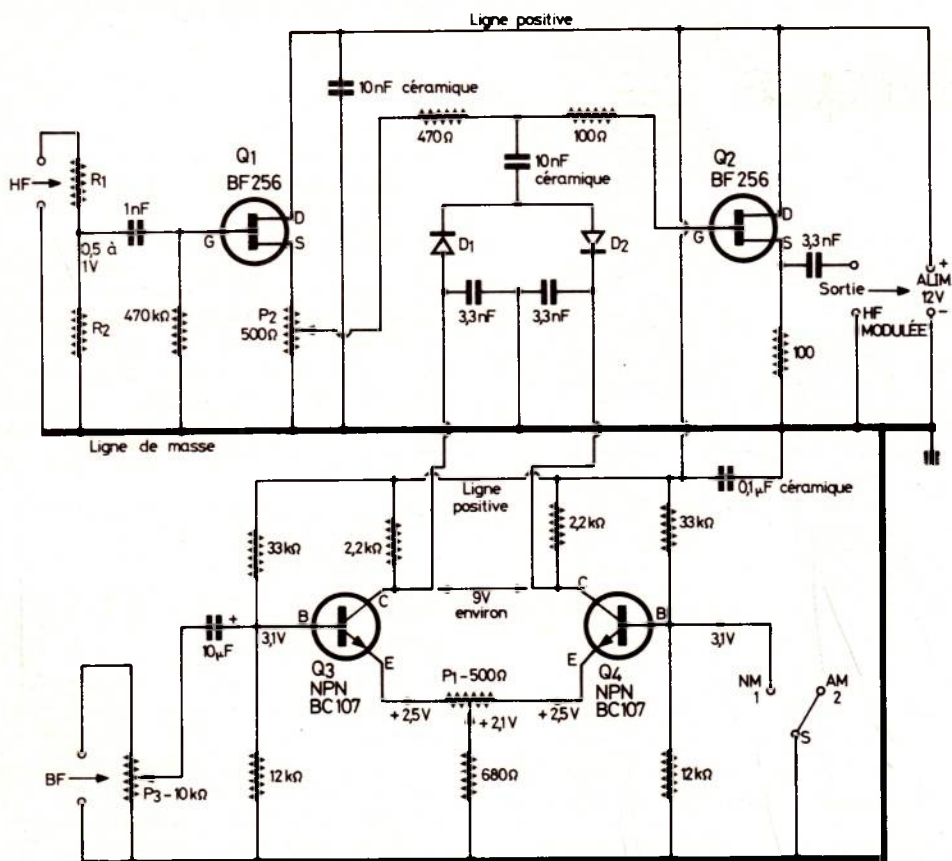 Ligne positive
10nF céramique
470Ω
100Ω
Q1
BF256
10nF
céramique
Q2
BF256
HF
R1
1nF
D
G
S
0,5 à
1V
D1
D2
D
G
S
3,3nF
+
ALIM
12V
-
Sortie
HF
MODULÉE
R2
470kΩ
P2
500Ω
3,3nF
3,3nF
100
Ligne de masse
Ligne
positive
0,1µF céramique
33kΩ
2,2kΩ
2,2kΩ
33kΩ
C
9V
environ
C
B
B
10µF
+
3,1V
3,1V
E
E
Q3
NPN
BC107
P1-500Ω
Q4
NPN
BC107
NM
1
AM
2
+2,5V
+2,1V
+2,5V
S
BF
P3-10kΩ
12kΩ
680Ω
12kΩ